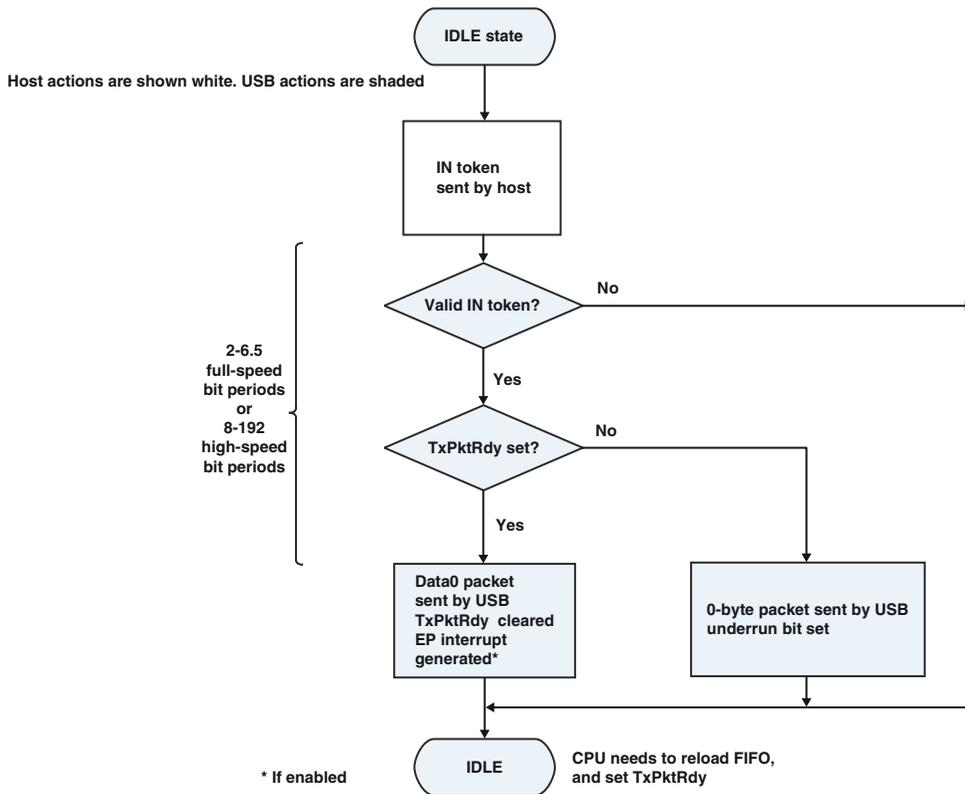 IDLE state
Host actions are shown white. USB actions are shaded
IN token
sent by host
Valid IN token?
No
2-6.5
full-speed
bit periods
or
8-192
high-speed
bit periods
Yes
TxPktRdy set?
No
Yes
Data0 packet
sent by USB
TxPktRdy cleared
EP interrupt
generated*
0-byte packet sent by USB
underrun bit set
IDLE
CPU needs to reload FIFO,
and set TxPktRdy
* If enabled